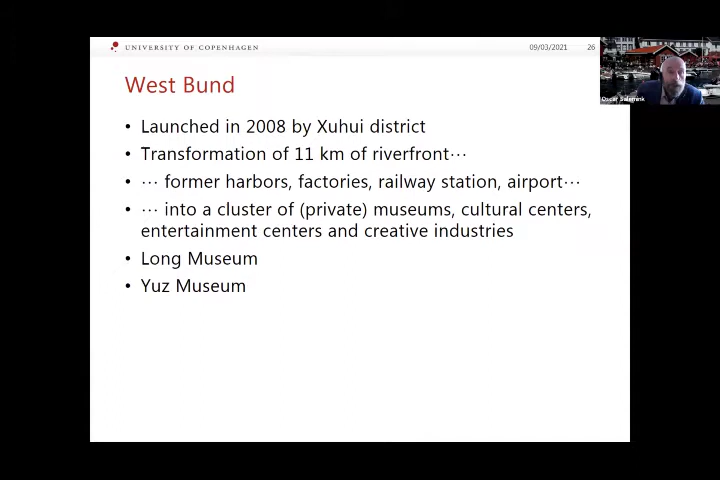 UNIVERSITY OF COPENHAGEN
09/03/2021
26
West Bund
• Launched in 2008 by Xuhui district
• Transformation of 11 km of riverfront…
• … former harbors, factories, railway station, airport…
• … into a cluster of (private) museums, cultural centers,
entertainment centers and creative industries
• Long Museum
• Yuz Museum
Oscar Salemink